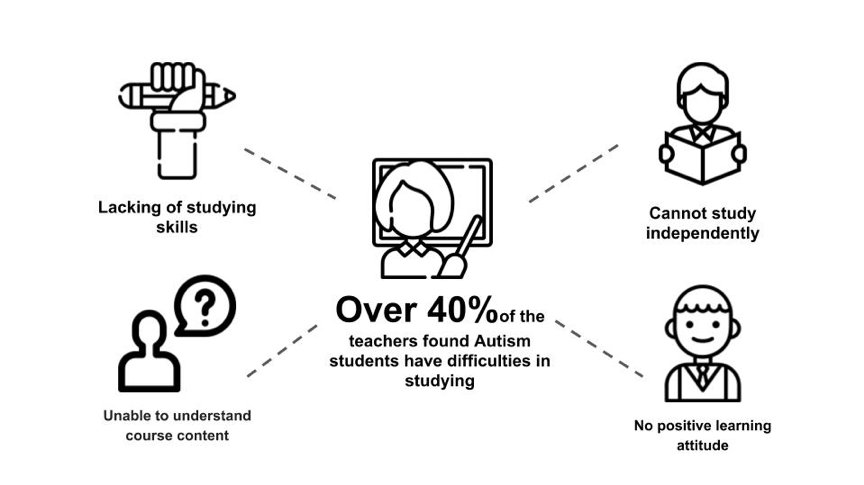 Lacking of studying
skills
Cannot study
independently
?
Over 40%of the
teachers found Autism
students have difficulties in
studying
Unable to understand
course content
No positive learning
attitude